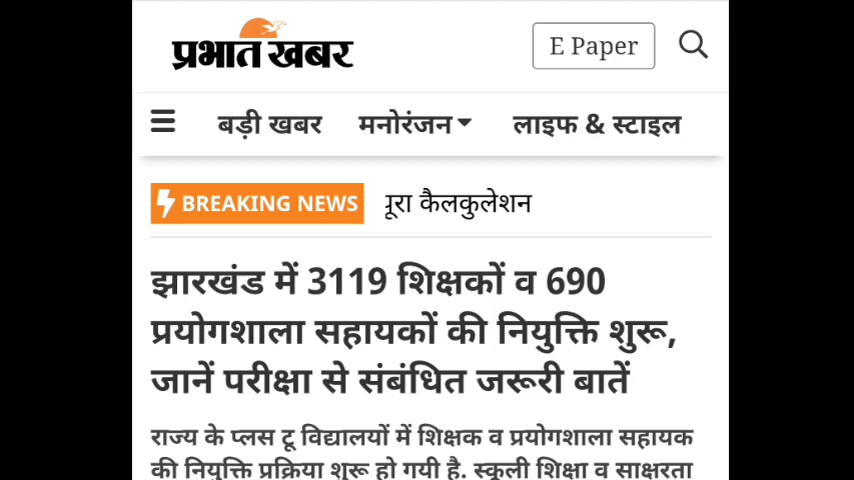 प्रभात खबर
E Paper
बड़ी खबर मनोरंजन लाइफ & स्टाइल
BREAKING NEWS पूरा कैलकुलेशन
झारखंड में 3119 शिक्षकों व 690
प्रयोगशाला सहायकों की नियुक्ति शुरू,
जानें परीक्षा से संबंधित जरूरी बातें
राज्य के प्लस टू विद्यालयों में शिक्षक व प्रयोगशाला सहायक
की नियुक्ति प्रक्रिया शुरू हो गयी है. स्कूली शिक्षा व साक्षरता